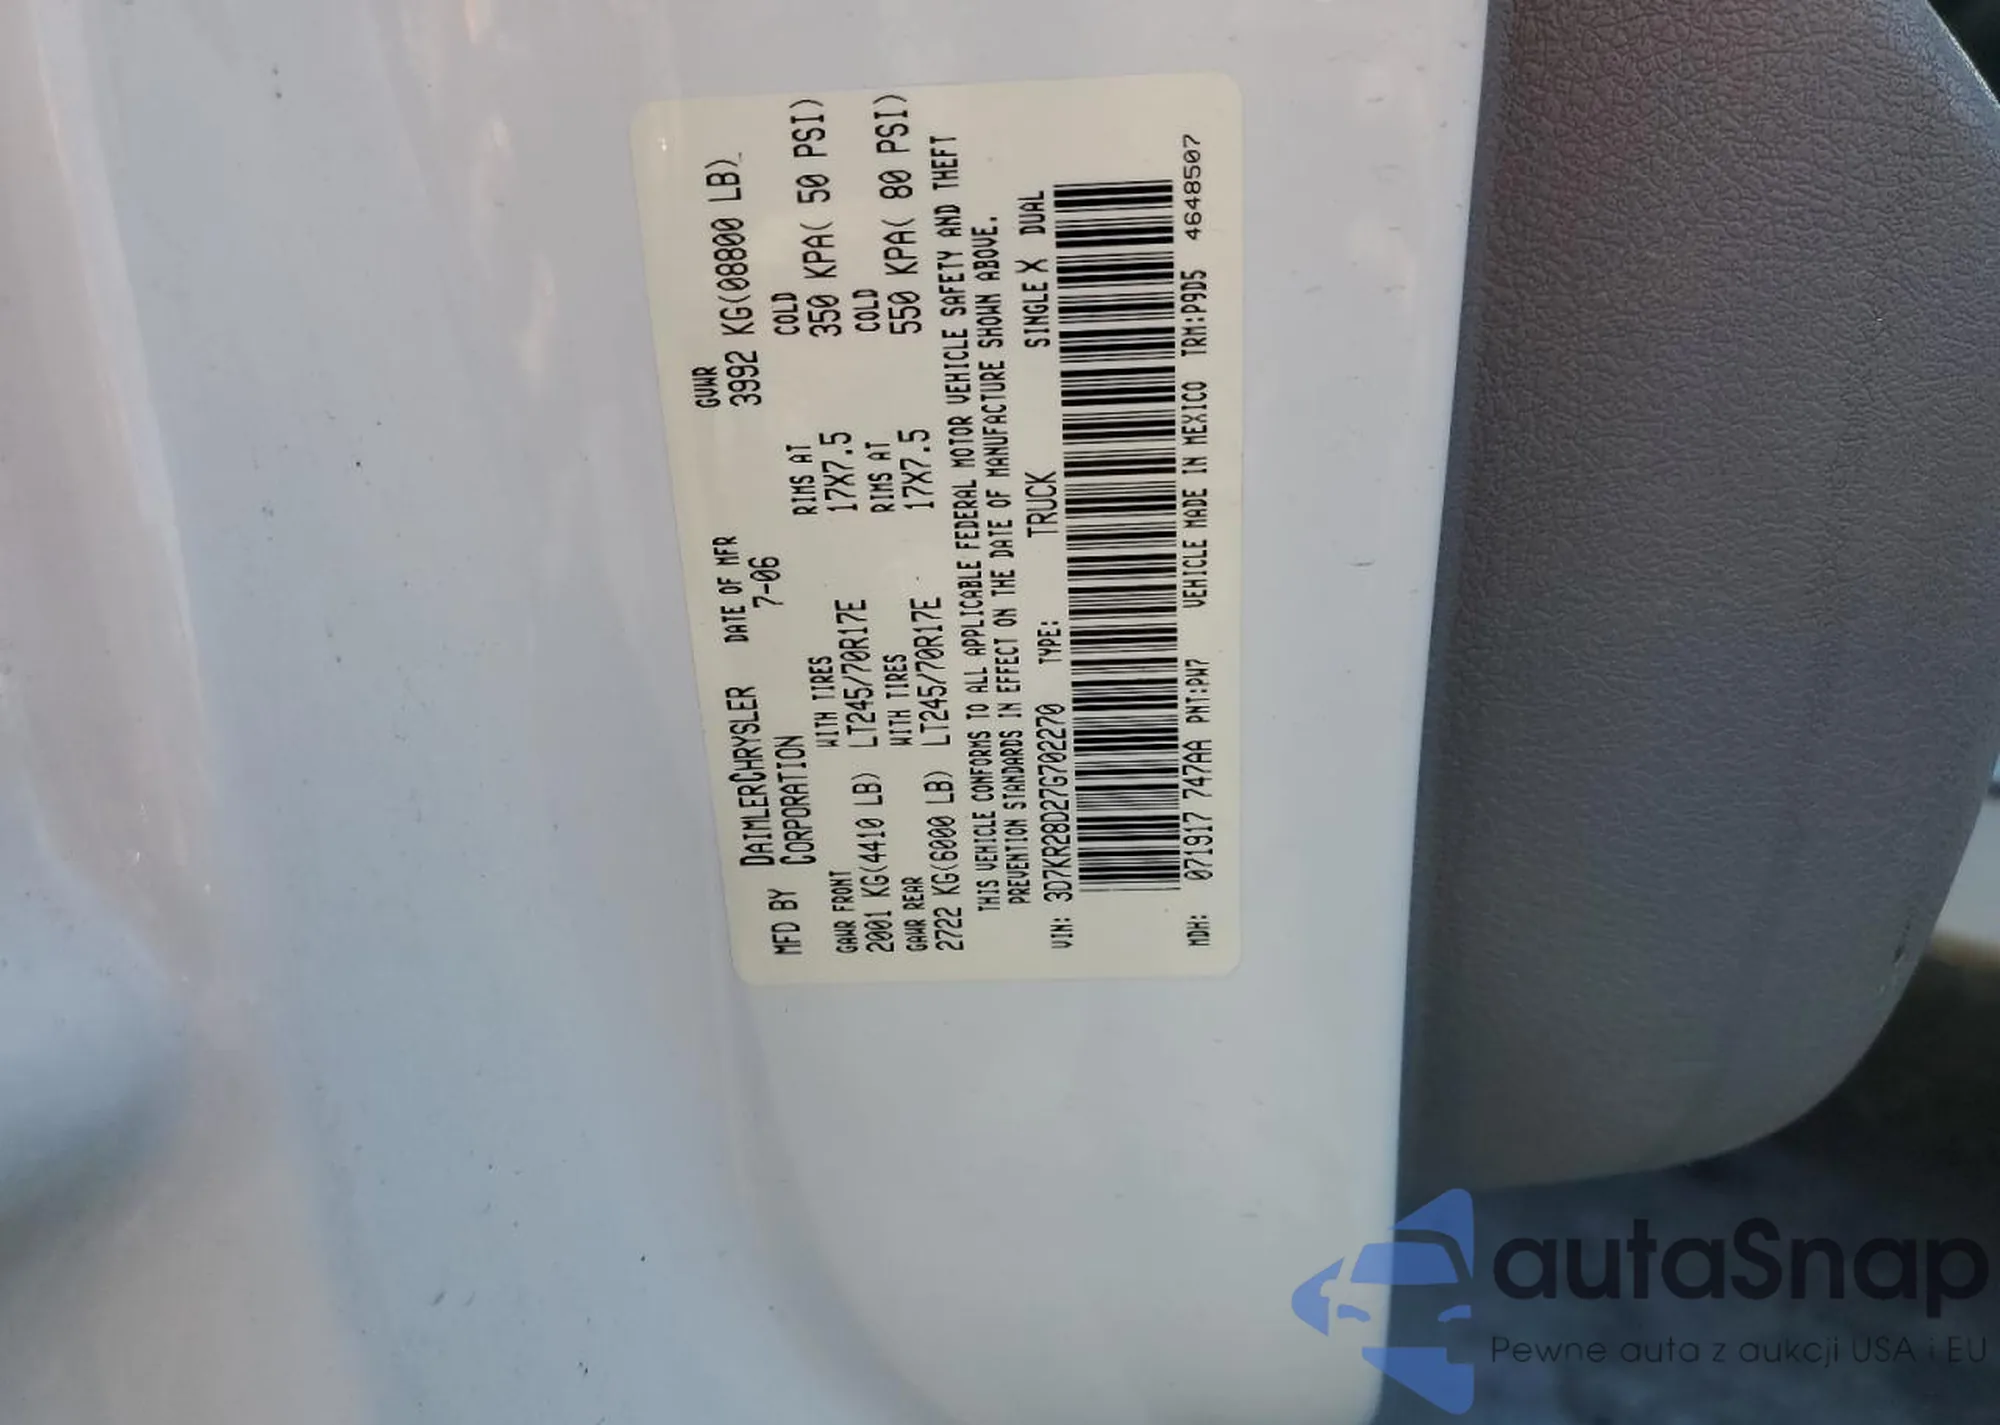 MFD BY DAIMLERCHRYSLER CORPORATION
DATE OF MFR 7-06
GVWR 3992 KG(08800 LB)
GAWR FRONT WITH TIRES RIMS AT COLD
2001 KG(4410 LB) LT245/70R17E 17X7.5 350 KPA( 50 PSI)
GAWR REAR WITH TIRES RIMS AT COLD
2722 KG(6000 LB) LT245/70R17E 17X7.5 550 KPA( 80 PSI)
THIS VEHICLE CONFORMS TO ALL APPLICABLE FEDERAL MOTOR VEHICLE SAFETY AND THEFT
PREVENTION STANDARDS IN EFFECT ON THE DATE OF MANUFACTURE SHOWN ABOVE.
VIN: 3D7KR28D27G702270 TYPE: TRUCK SINGLE X DUAL
MDH: 071917 747AA PNT:PW7 VEHICLE MADE IN MEXICO TRM:P9D5 4648507
autaSnap
Pewne auta z aukcji USA i EU